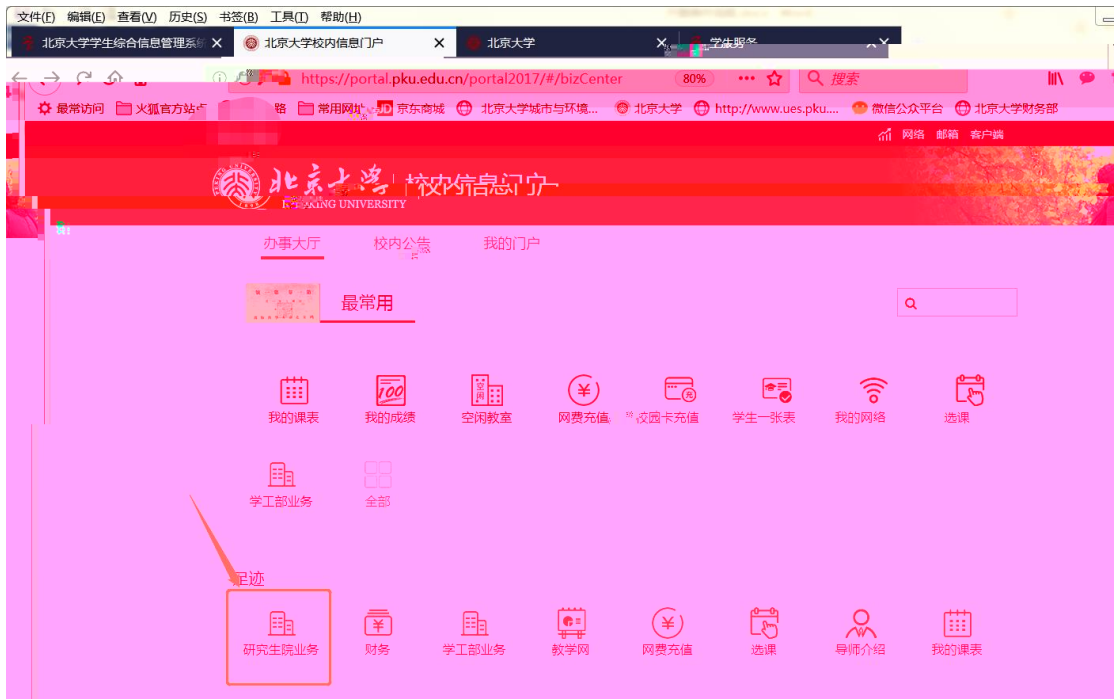 文件(F) 编辑(E) 查看(V) 历史(S) 书签(B) 工具(T) 帮助(H)
北京大学学生综合信息管理系统 北京大学校内信息门户 北京大学 学生服务
https://portal.pku.edu.cn/portal2017/#/bizCenter 80% 搜索
最常访问 火狐官方站点 常用网址 JD 京东商城 北京大学城市与环境... 北京大学 http://www.ues.pku.... 微信公众平台 北京大学财务部
网络 邮箱 客户端
北京大学 校内信息门户
PEKING UNIVERSITY
办事大厅 校内公告 我的门户
最常用
我的课表 我的成绩 空闲教室 网费充值 校园卡充值 学生一张表 我的网络 选课
学工部业务 全部
足迹
研究生院业务 财务 学工部业务 教学网 网费充值 选课 导师介绍 我的课表